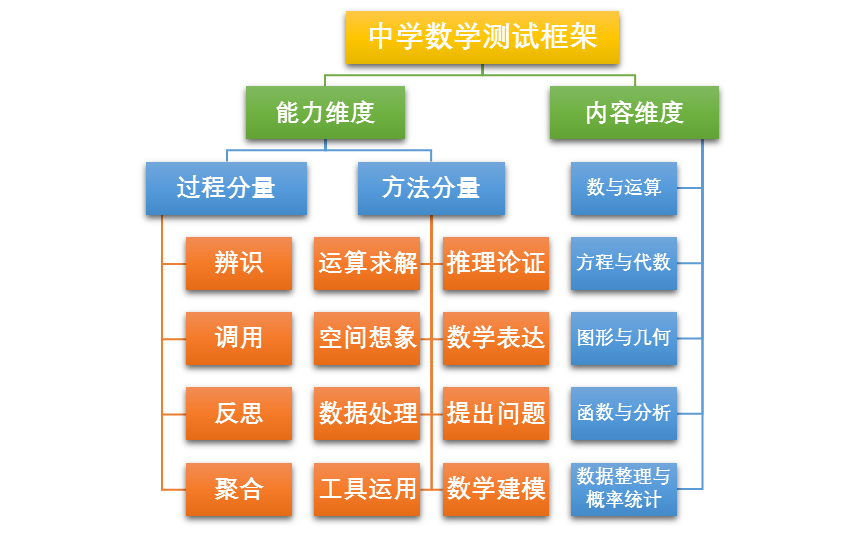 中学数学测试框架
能力维度
内容维度
过程分量
方法分量
数与运算
辨识
运算求解
推理论证
方程与代数
调用
空间想象
数学表达
图形与几何
反思
数据处理
提出问题
函数与分析
聚合
工具运用
数学建模
数据整理与
概率统计